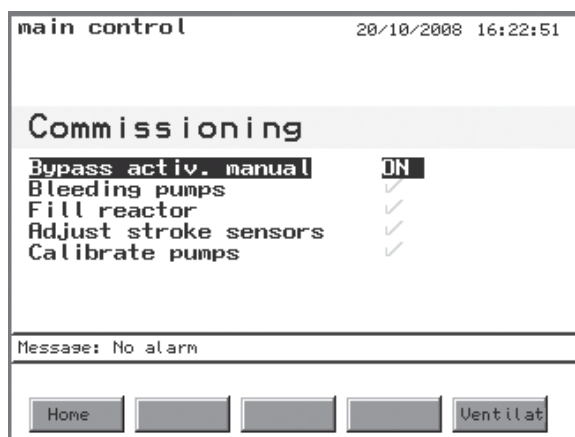 main control 20/10/2008 16:22:51
Commissioning
Bypass activ. manual ON
Bleeding pumps ✓
Fill reactor ✓
Adjust stroke sensors ✓
Calibrate pumps ✓
Message: No alarm
Home Ventilat